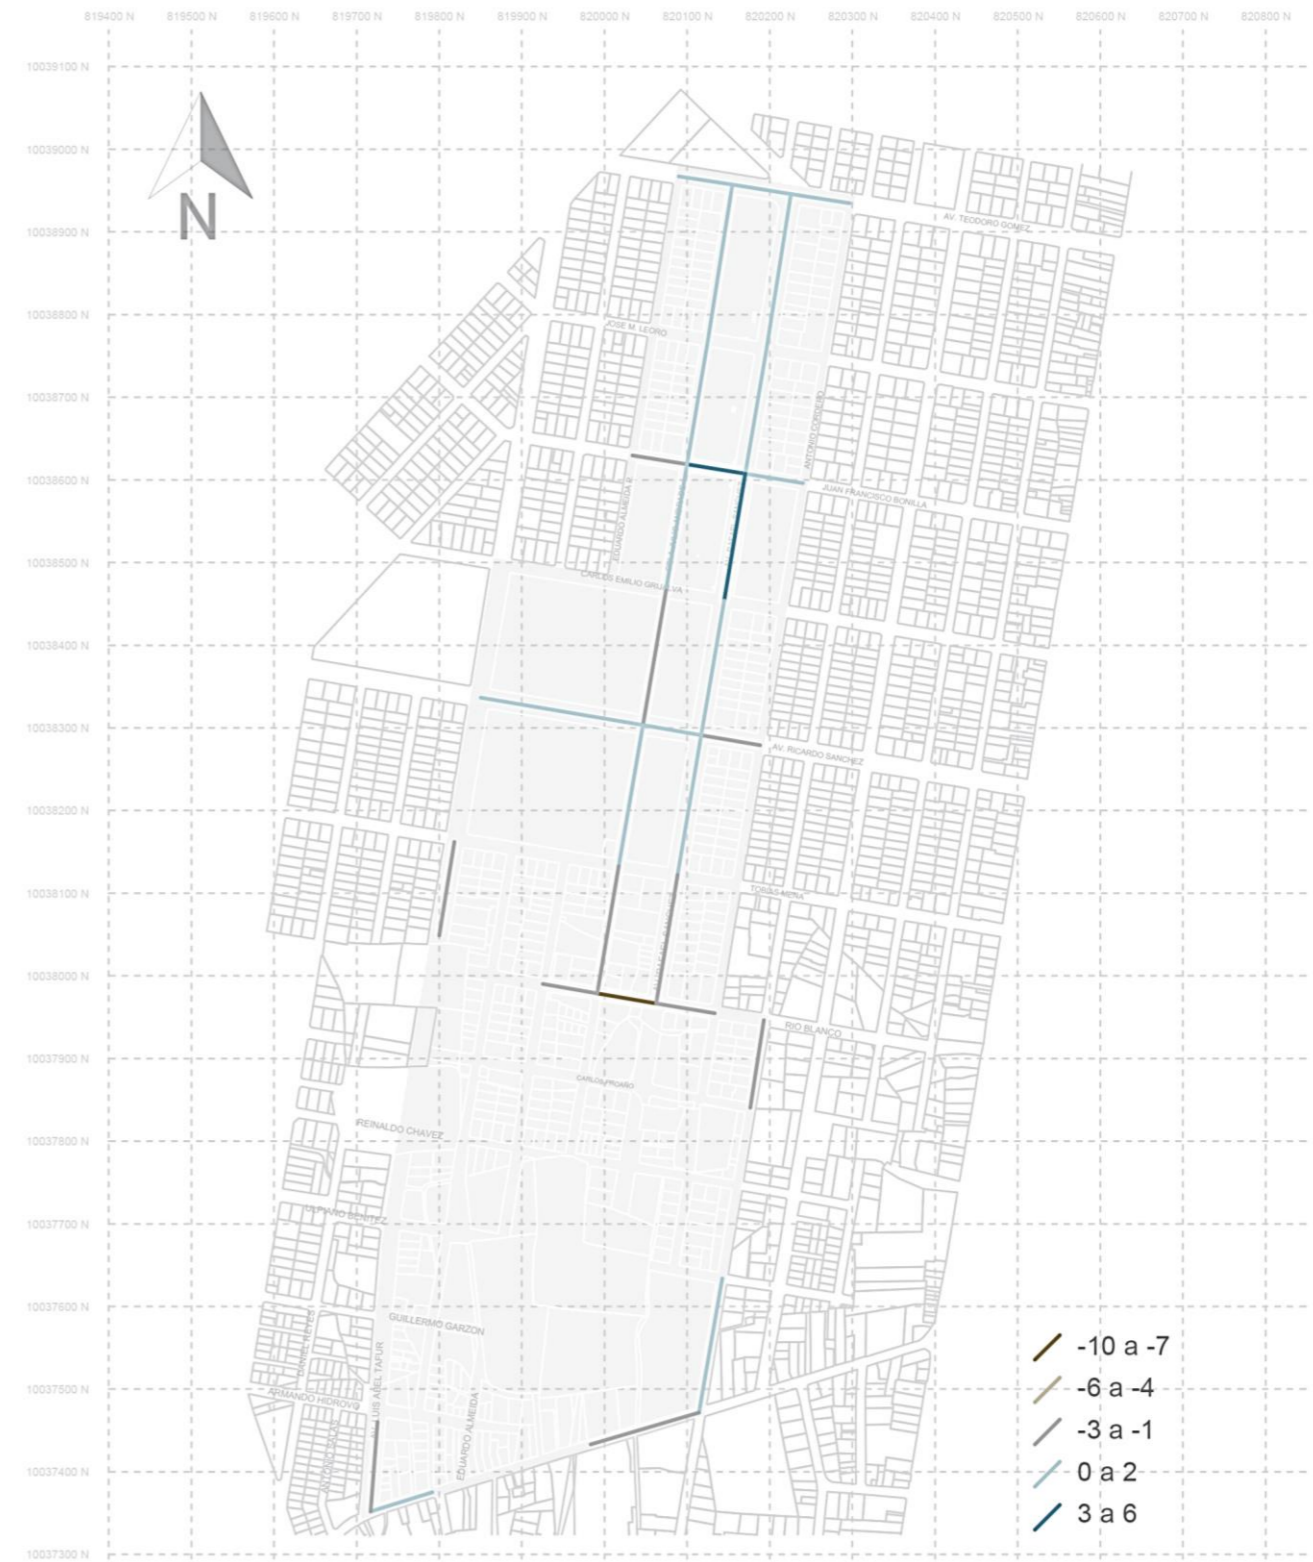 819400 N 819500 N 819600 N 819700 N 819800 N 819900 N 820000 N 820100 N 820200 N 820300 N 820400 N 820500 N 820600 N 820700 N 820800 N
10039100 N
10039000 N
N
AV. TEODORO GOMEZ
10038900 N
JOSE M. LEORO
10038800 N
10038700 N
ANTONIO CORDERO
10038600 N
JUAN FRANCISCO BONILLA
EDUARDO ALMEIDA P.
10038500 N
CARLOS EMILIO GRIJALVA
10038400 N
10038300 N
AV. RICARDO SANCHEZ
10038200 N
10038100 N
TOBIAS MENA
10038000 N
RIO BLANCO
10037900 N
CARLOS PROAÑO
10037800 N
REINALDO CHAVEZ
10037700 N
ULPIANO BENITEZ
10037600 N
GUILLERMO GARZON
DANIEL REYES
LUIS ABEL TAFUR
10037500 N
ARMANDO HIDROVO
EDUARDO ALMEIDA
10037400 N
10037300 N
-10 a -7
-6 a -4
-3 a -1
0 a 2
3 a 6